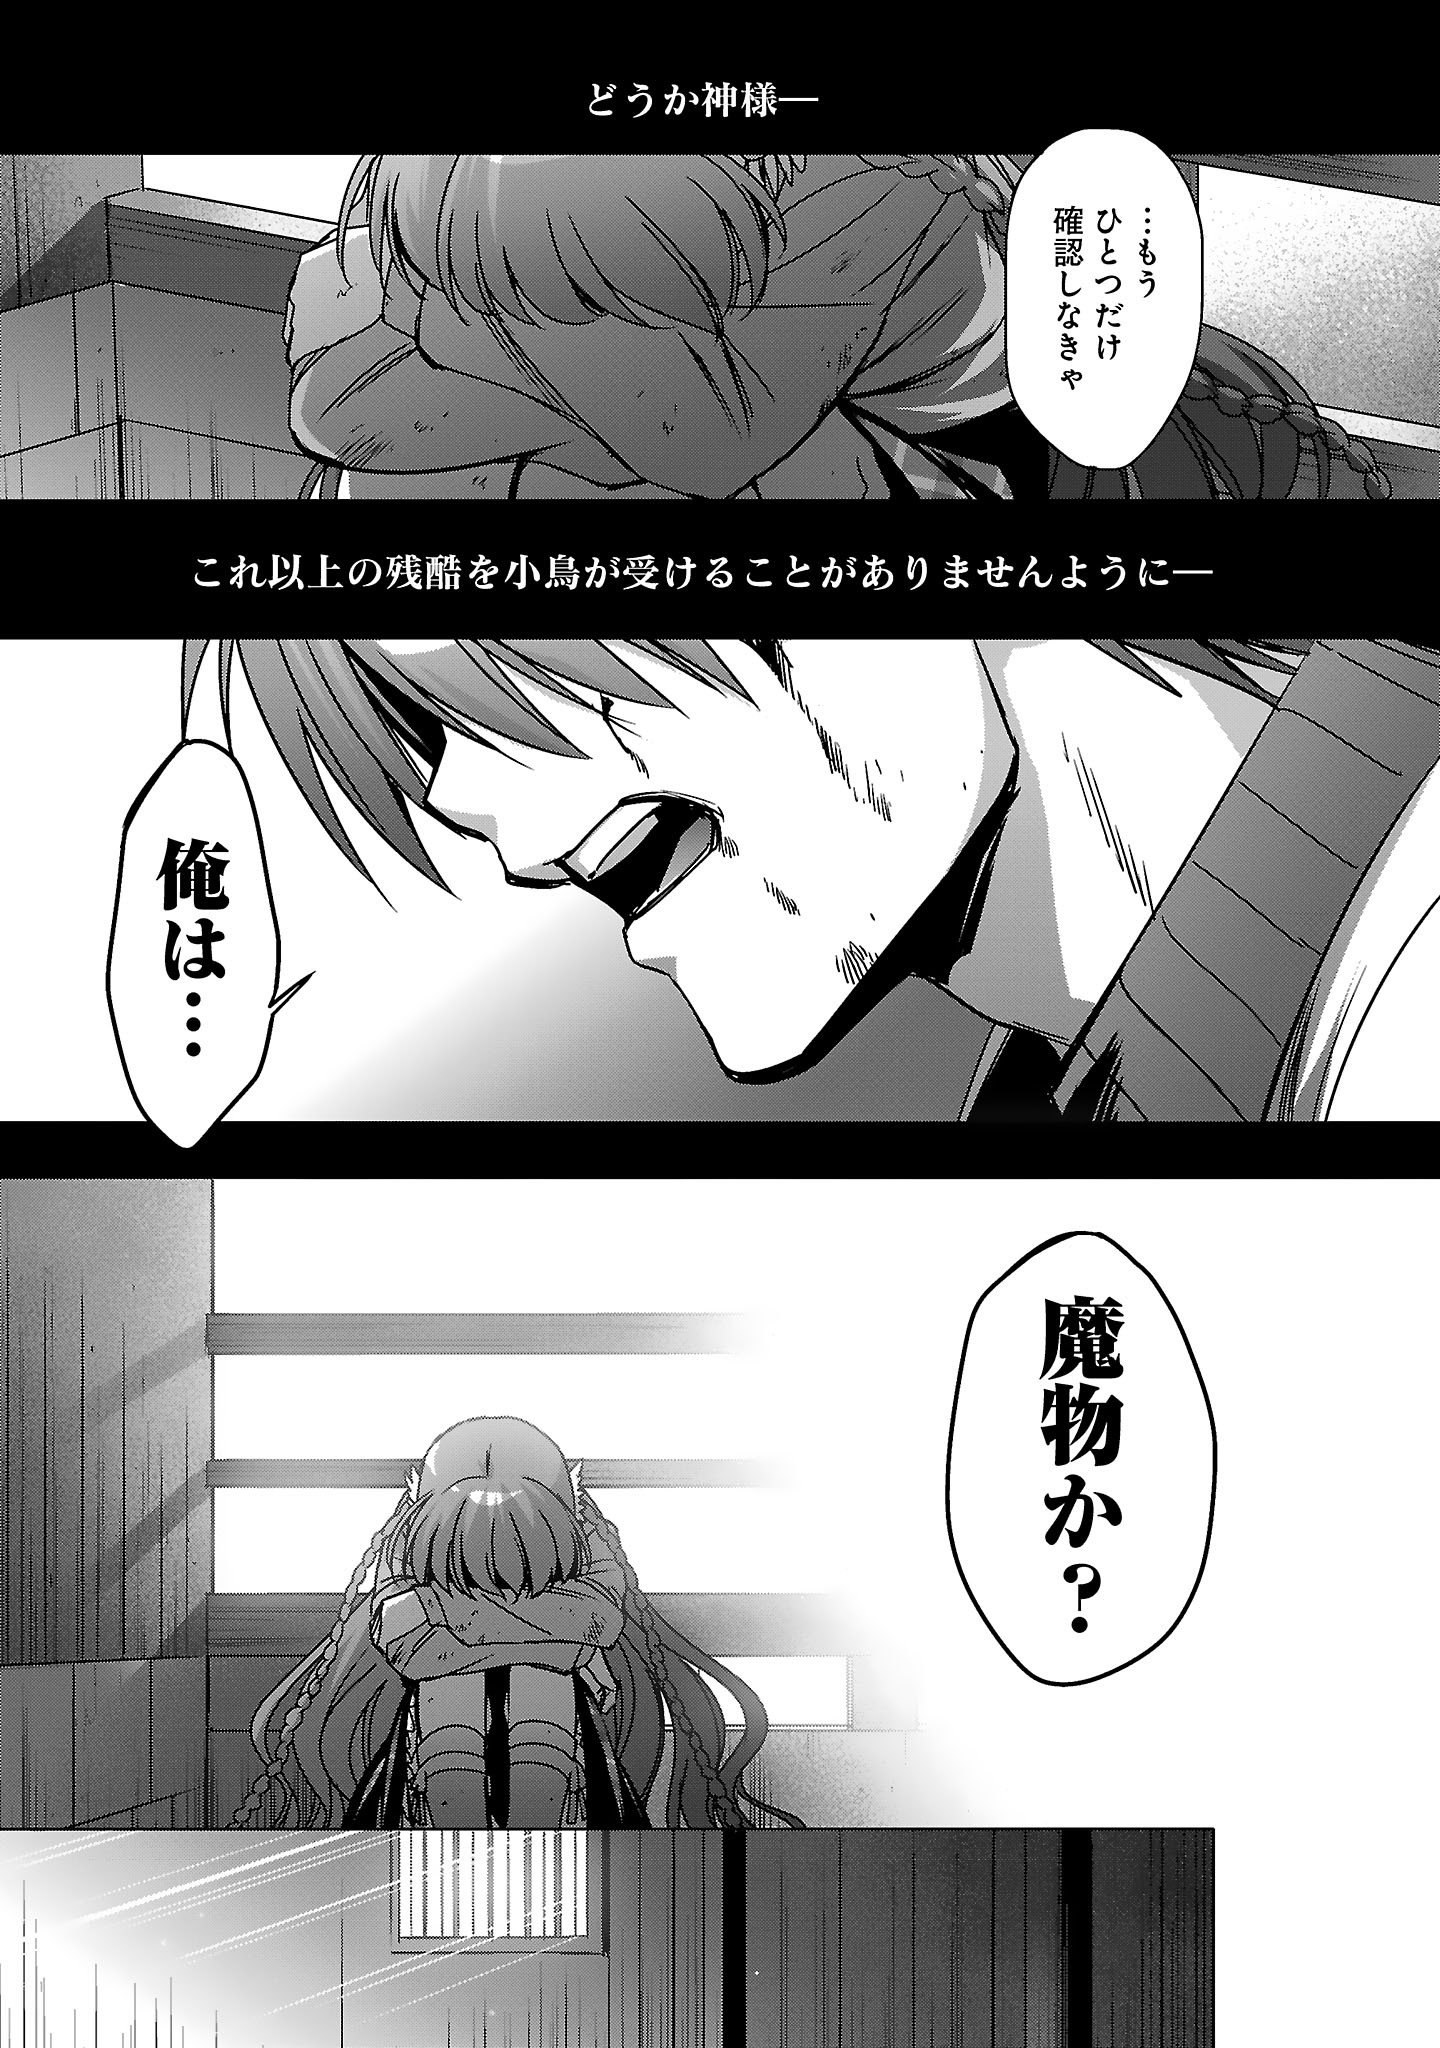 どうか神様―
…もう
ひとつだけ
確認しなきゃ
これ以上の残酷を小鳥が受けることがありませんように―
俺は…
魔物か?